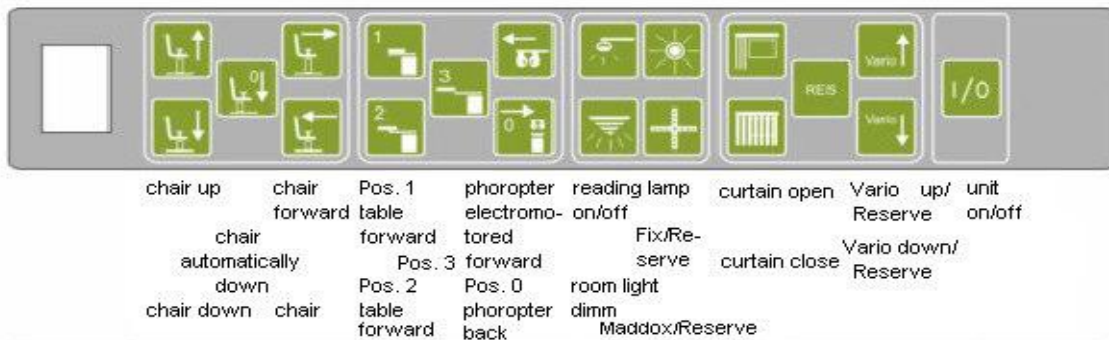 0
1
2
3
0
Vario
Vario
RES
I/O
chair up
chair
forward
Pos. 1
table
forward
phoropter
electromo-
tored
forward
reading lamp
on/off
Fix/Re-
serve
curtain open
Vario up/
Reserve
unit
on/off
chair
automatically
down
Pos. 3
curtain close
Vario down/
Reserve
chair down
chair
Pos. 2
table
forward
Pos. 0
phoropter
back
room light
dimm
Maddox/Reserve